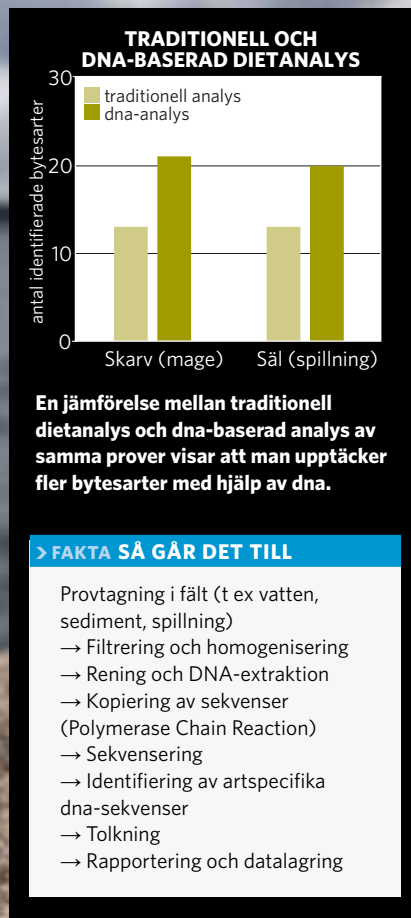 TRADITIONELL OCH
DNA-BASERAD DIETANALYS
antal identifierade bytesarter
30
20
10
0
traditionell analys
dna-analys
Skarv (mage)
Säl (spillning)
En jämförelse mellan traditionell
dietanalys och dna-baserad analys av
samma prover visar att man upptäcker
fler bytesarter med hjälp av dna.
> FAKTA SÅ GÅR DET TILL
Provtagning i fält (t ex vatten,
sediment, spillning)
→ Filtrering och homogenisering
→ Rening och DNA-extraktion
→ Kopiering av sekvenser
(Polymerase Chain Reaction)
→ Sekvensering
→ Identifiering av artspecifika
dna-sekvenser
→ Tolkning
→ Rapportering och datalagring